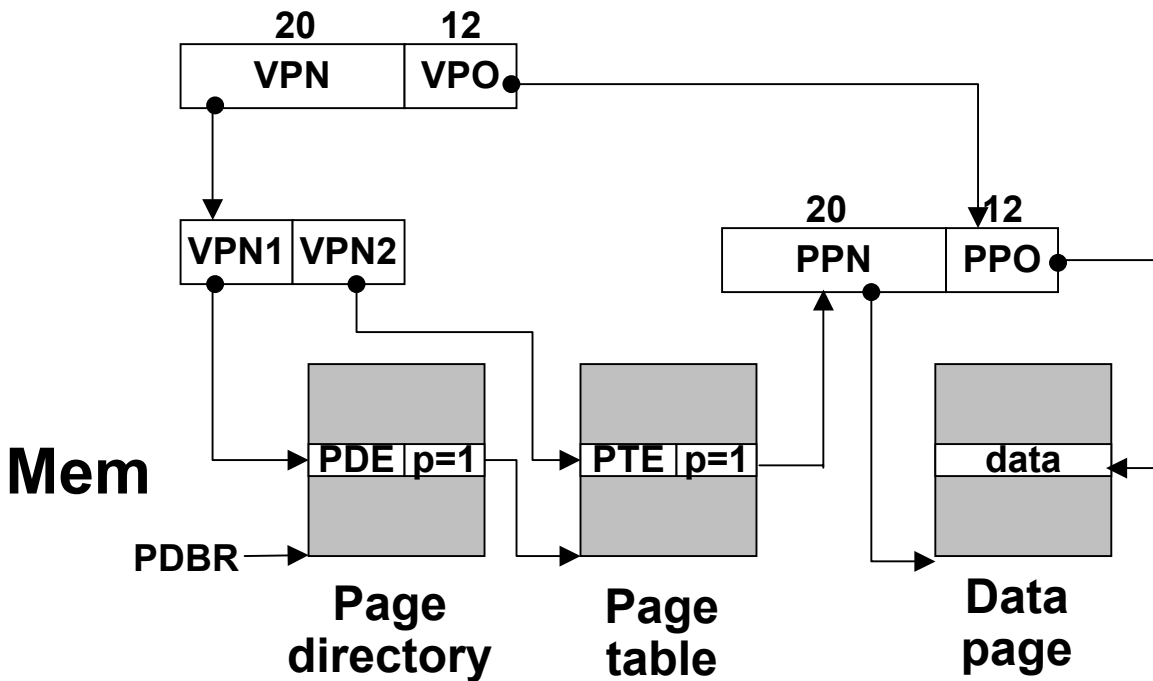 20 12
VPN VPO
20 12
VPN1 VPN2 PPN PPO
PDE p=1 PTE p=1 data
Mem
PDBR
Page directory
Page table
Data page